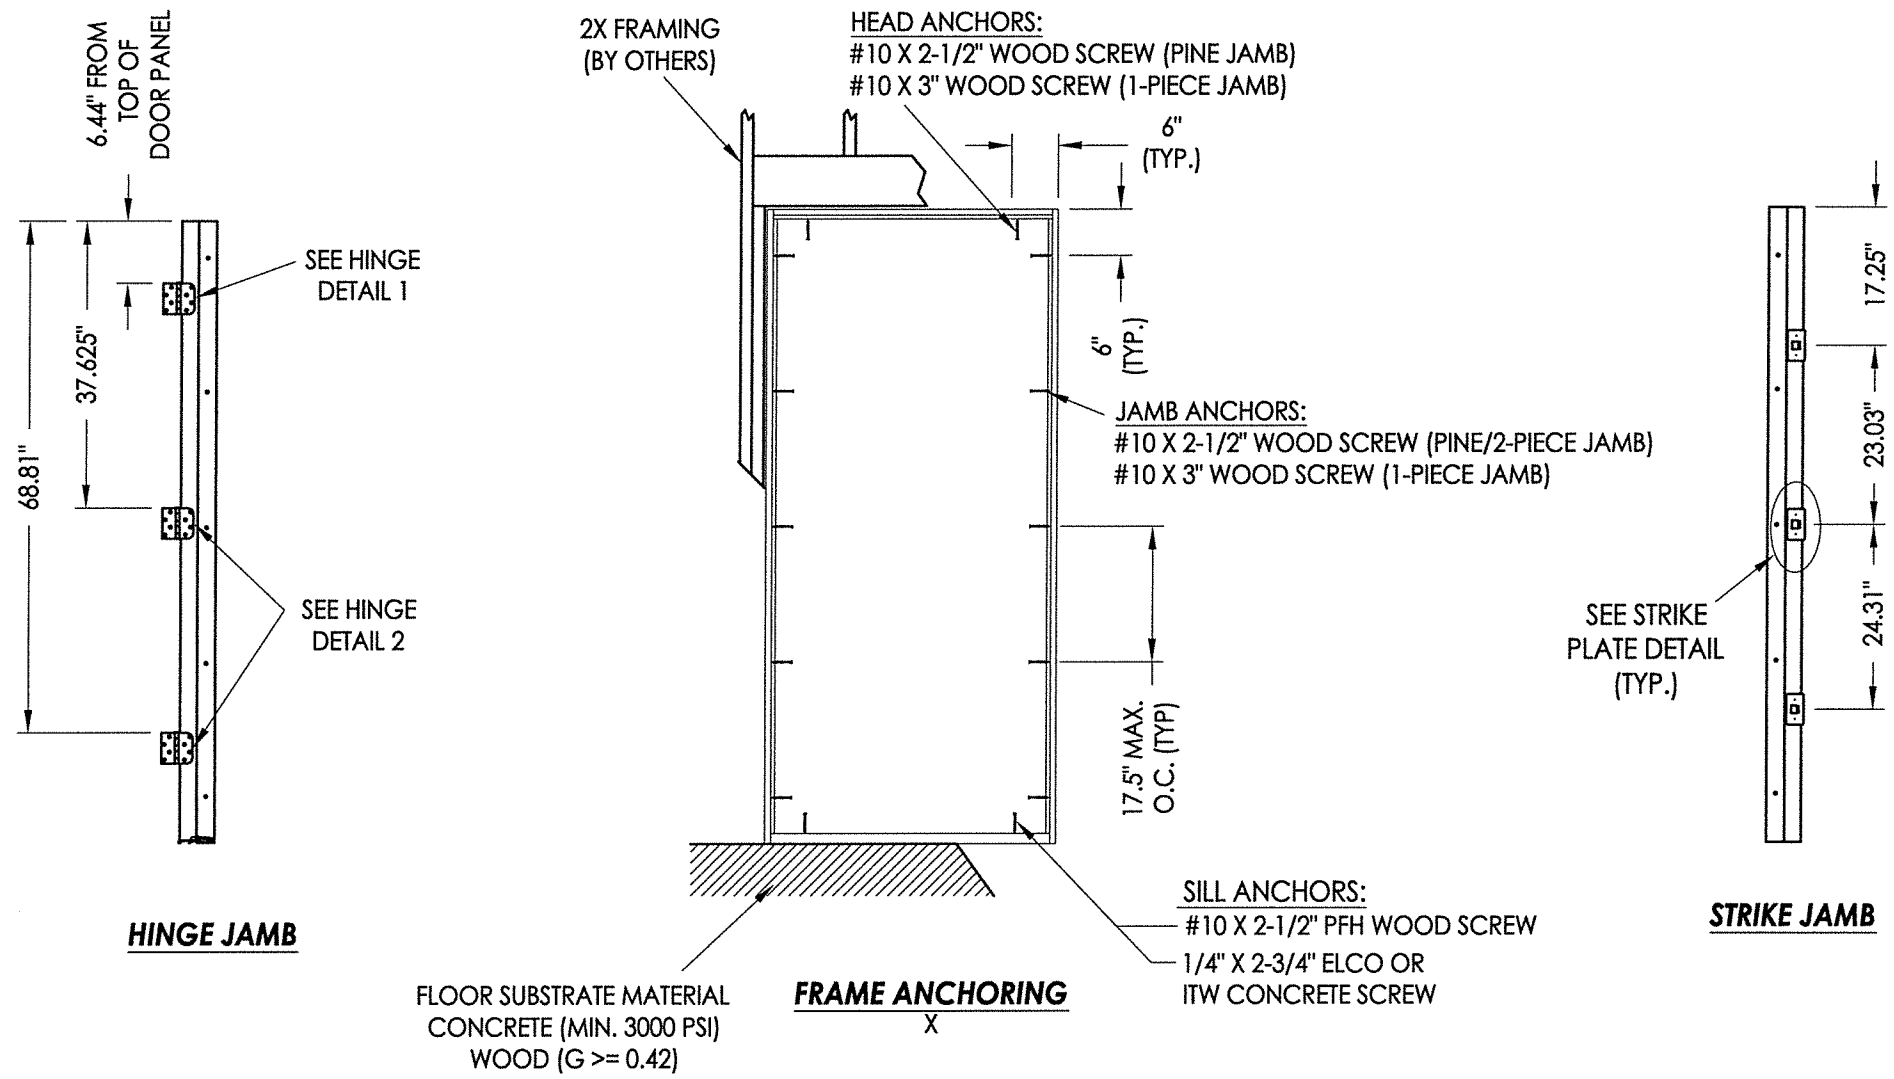 6.44" FROM
TOP OF
DOOR PANEL
37.625"
68.81"
SEE HINGE
DETAIL 1
SEE HINGE
DETAIL 2
HINGE JAMB
2X FRAMING
(BY OTHERS)
HEAD ANCHORS:
#10 X 2-1/2" WOOD SCREW (PINE JAMB)
#10 X 3" WOOD SCREW (1-PIECE JAMB)
6"
(TYP.)
6"
(TYP.)
JAMB ANCHORS:
#10 X 2-1/2" WOOD SCREW (PINE/2-PIECE JAMB)
#10 X 3" WOOD SCREW (1-PIECE JAMB)
17.5" MAX.
O.C. (TYP)
SILL ANCHORS:
#10 X 2-1/2" PFH WOOD SCREW
1/4" X 2-3/4" ELCO OR
ITW CONCRETE SCREW
FLOOR SUBSTRATE MATERIAL
CONCRETE (MIN. 3000 PSI)
WOOD (G >= 0.42)
FRAME ANCHORING
X
17.25"
23.03"
24.31"
SEE STRIKE
PLATE DETAIL
(TYP.)
STRIKE JAMB